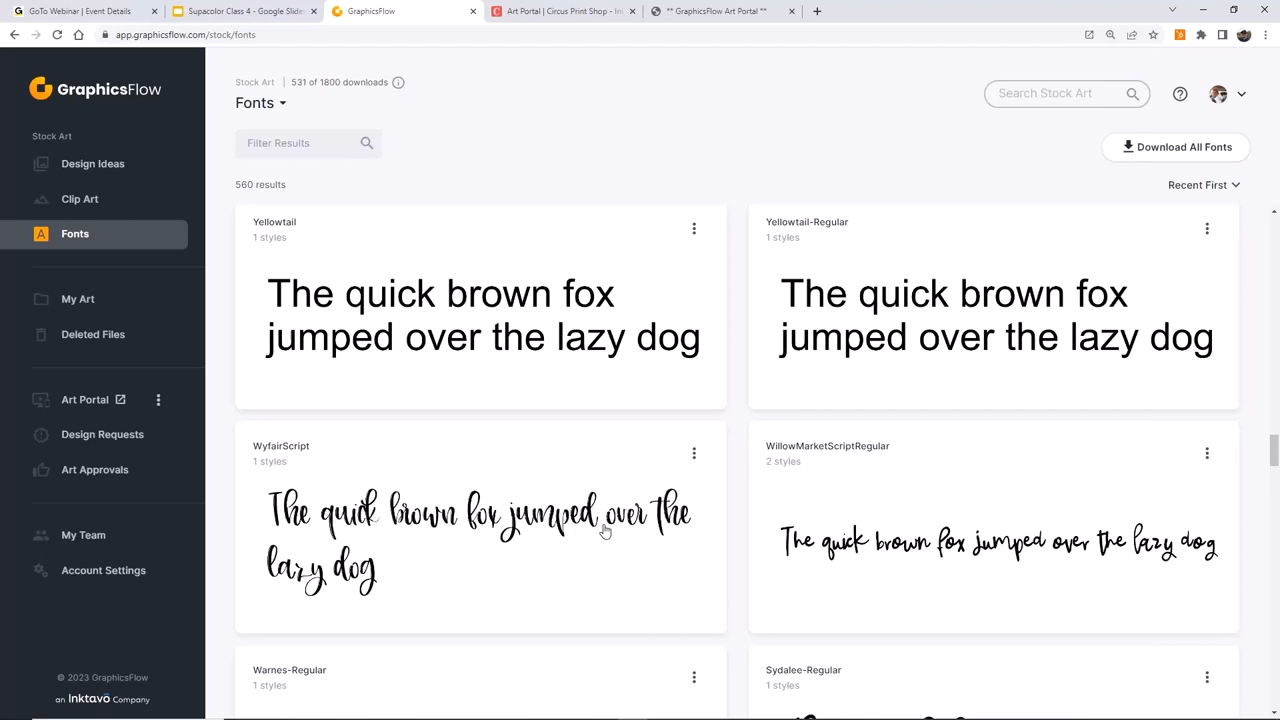 GoTo Webinar | Event Details
Supacolor Class 4 - Google Slides
GraphicsFlow
Art Portal | Circus Print Shop - Ink
** GraphicsFlow Art Portal **
app.graphicsflow.com/stock/fonts
GraphicsFlow
Stock Art
Design Ideas
Clip Art
Fonts
My Art
Deleted Files
Art Portal
Design Requests
Art Approvals
My Team
Account Settings
© 2023 GraphicsFlow
an Inktavo Company
Stock Art | 531 of 1800 downloads
Fonts
Search Stock Art
Filter Results
Download All Fonts
560 results
Recent First
Yellowtail
1 styles
The quick brown fox
jumped over the lazy dog
Yellowtail-Regular
1 styles
The quick brown fox
jumped over the lazy dog
WyfairScript
1 styles
The quick brown fox jumped over the
lazy dog
WillowMarketScriptRegular
2 styles
The quick brown fox jumped over the lazy dog
Warnes-Regular
1 styles
Sydalee-Regular
1 styles